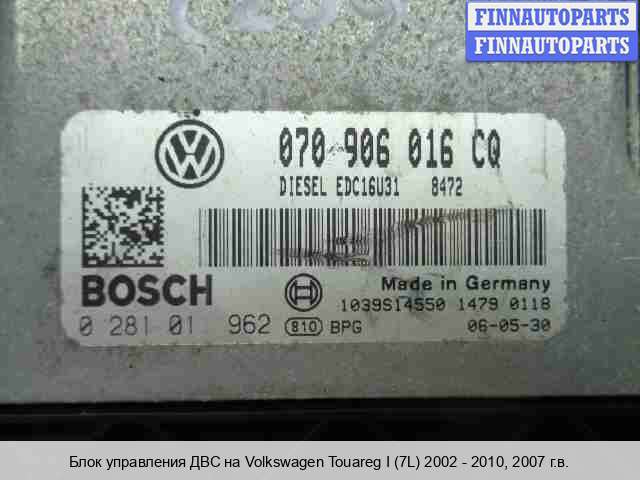 FINNAUTOPARTS
FINNAUTOPARTS
070 906 016 CQ
DIESEL EDC16U31 8472
BOSCH
Made in Germany
1039S14550 1479 0118
0 281 01 962 810 BPG 06-05-30
Блок управления ДВС на Volkswagen Touareg I (7L) 2002 - 2010, 2007 г.в.